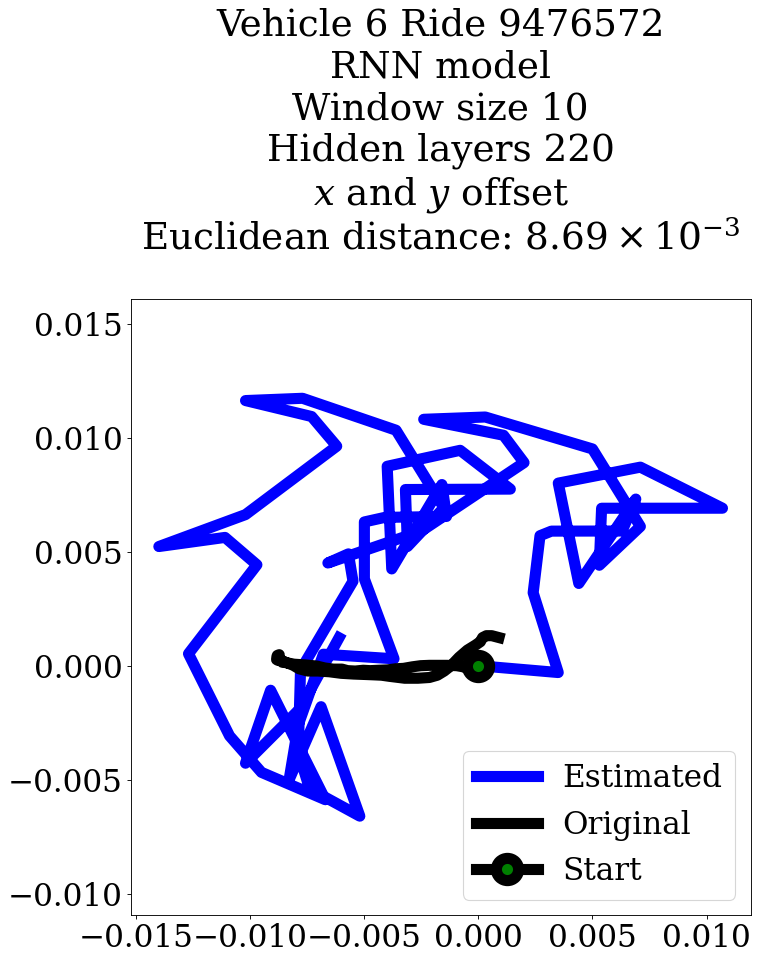 Vehicle 6 Ride 9476572
RNN model
Window size 10
Hidden layers 220
x and y offset
Euclidean distance: 8.69 × 10⁻³
0.015
0.010
0.005
0.000
−0.005
−0.010
−0.015 −0.010 −0.005 0.000 0.005 0.010
Estimated
Original
Start